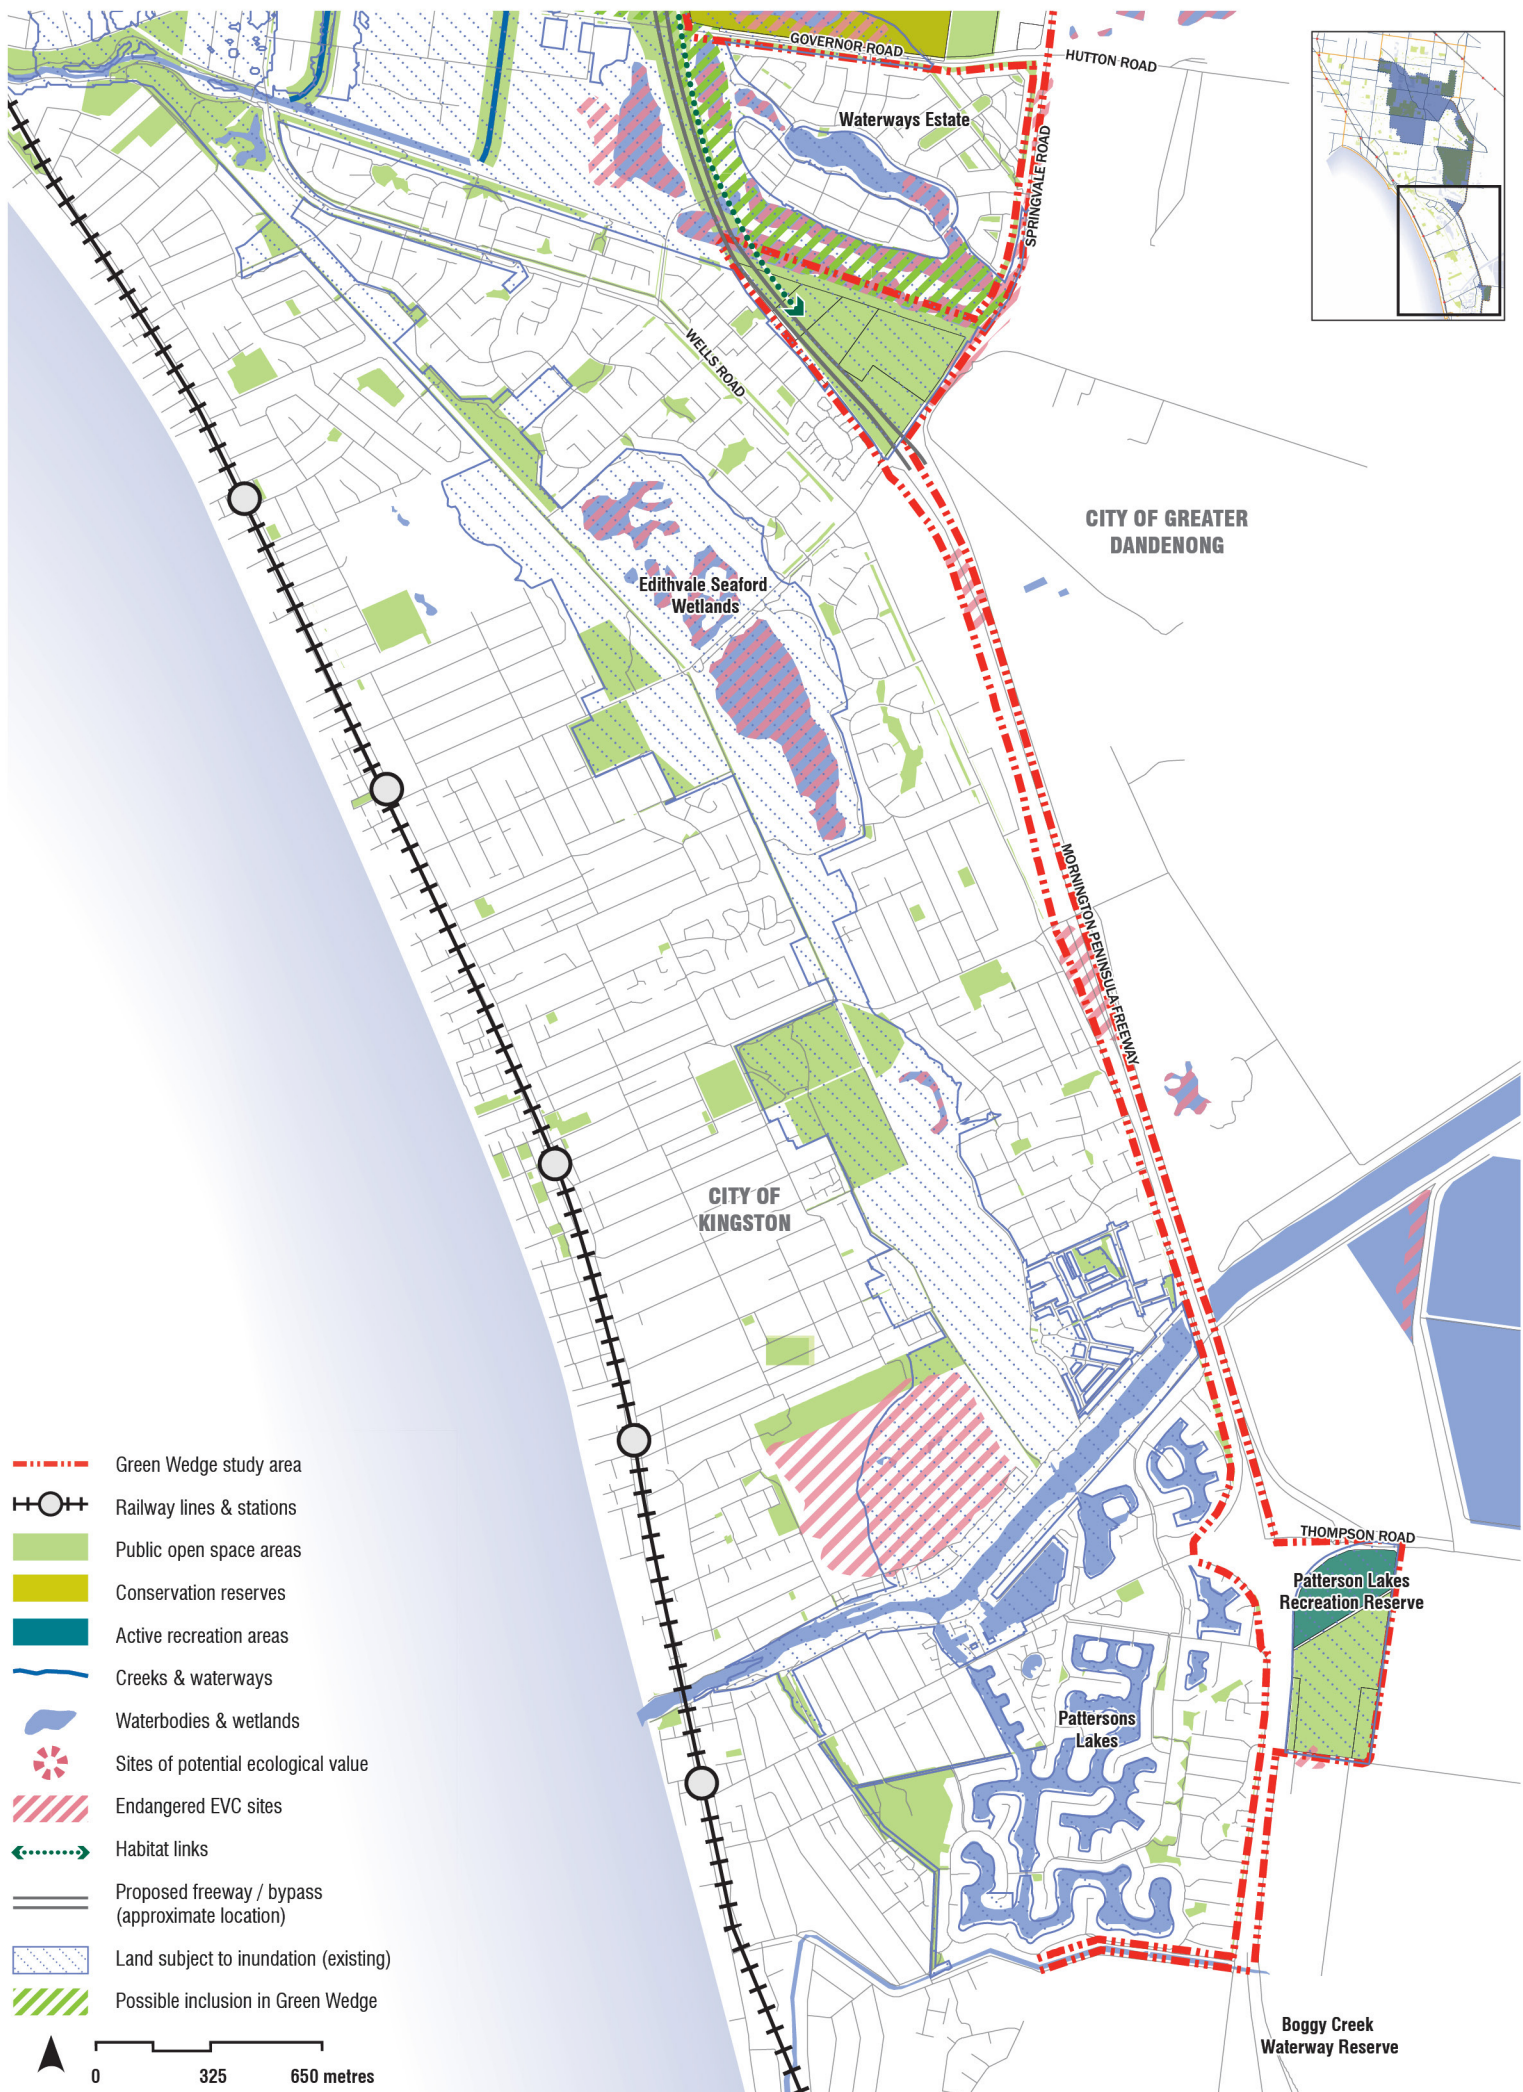 GOVERNOR ROAD
HUTTON ROAD
Waterways Estate
SPRINGVALE ROAD
WELLS ROAD
CITY OF GREATER
DANDENONG
Edithvale Seaford
Wetlands
MORNINGTON PENINSULA FREEWAY
CITY OF
KINGSTON
THOMPSON ROAD
Patterson Lakes
Recreation Reserve
Pattersons
Lakes
Boggy Creek
Waterway Reserve
Green Wedge study area
Railway lines & stations
Public open space areas
Conservation reserves
Active recreation areas
Creeks & waterways
Waterbodies & wetlands
Sites of potential ecological value
Endangered EVC sites
Habitat links
Proposed freeway / bypass
(approximate location)
Land subject to inundation (existing)
Possible inclusion in Green Wedge
0 325 650 metres